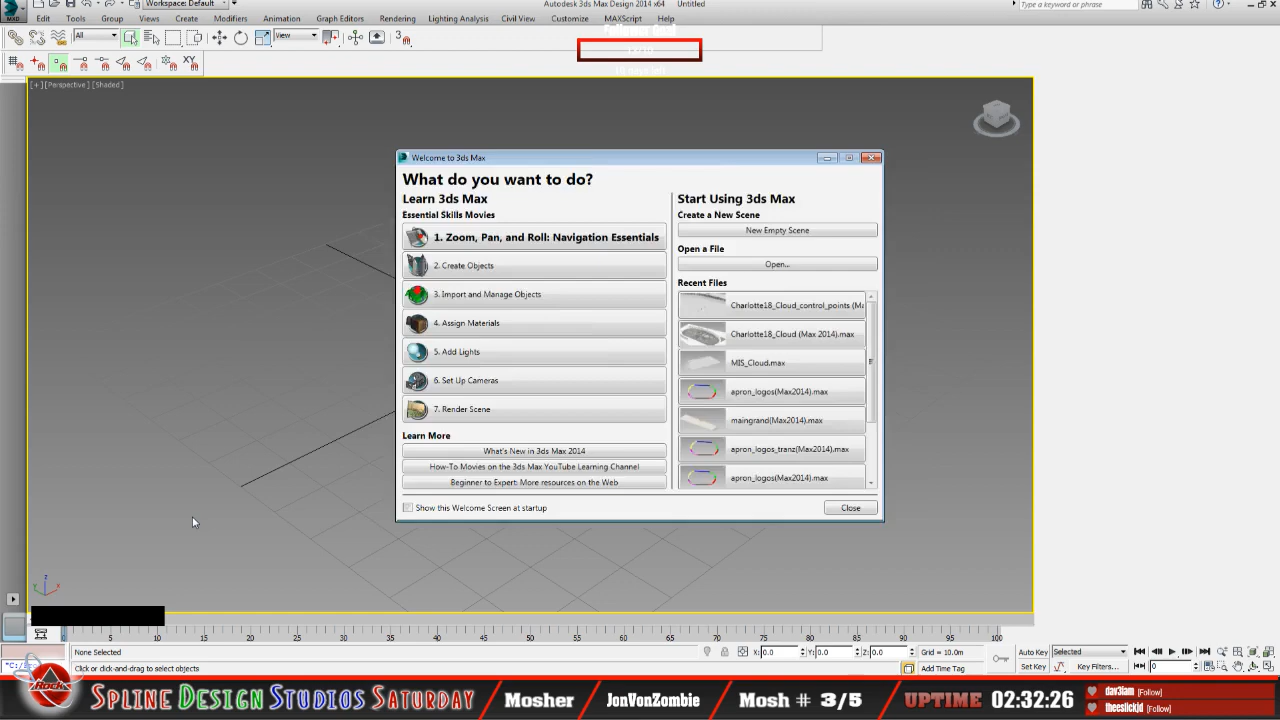 Workspace: Default
Autodesk 3ds Max Design 2014 x64 Untitled
Type a keyword or phrase
Edit Tools Group Views Create Modifiers Animation Graph Editors Rendering Lighting Analysis Civil View Customize MAXScript Help
MXD
All
View
3
XY
[+][Perspective][Shaded]
Welcome to 3ds Max
What do you want to do?
Learn 3ds Max
Essential Skills Movies
1. Zoom, Pan, and Roll: Navigation Essentials
2. Create Objects
3. Import and Manage Objects
4. Assign Materials
5. Add Lights
6. Set Up Cameras
7. Render Scene
Learn More
What's New in 3ds Max 2014
How-To Movies on the 3ds Max YouTube Learning Channel
Beginner to Expert: More resources on the Web
Show this Welcome Screen at startup
Start Using 3ds Max
Create a New Scene
New Empty Scene
Open a File
Open...
Recent Files
Charlotte18_Cloud_control_points (Ma
Charlotte18_Cloud (Max 2014).max
MIS_Cloud.max
apron_logos(Max2014).max
maingrand(Max2014).max
apron_logos_tranz(Max2014).max
apron_logos(Max2014).max
Close
z
y
x
0 5 10 15 20 25 30 35 40 45 50 55 60 65 70 75 80 85 90 95 100
None Selected
X: 0.0 Y: 0.0 Z: 0.0 Grid = 10.0m
Auto Key Selected
"C:/
Click or click-and-drag to select objects
Add Time Tag
Set Key Key Filters... 0
Rock
SPLINE DESIGN STUDIOS SATURDAY
Mosher
JonVonZombie
Mosh # 3/5
UPTIME 02:32:26
dav3lam [Follow]
theeslickjd [Follow]